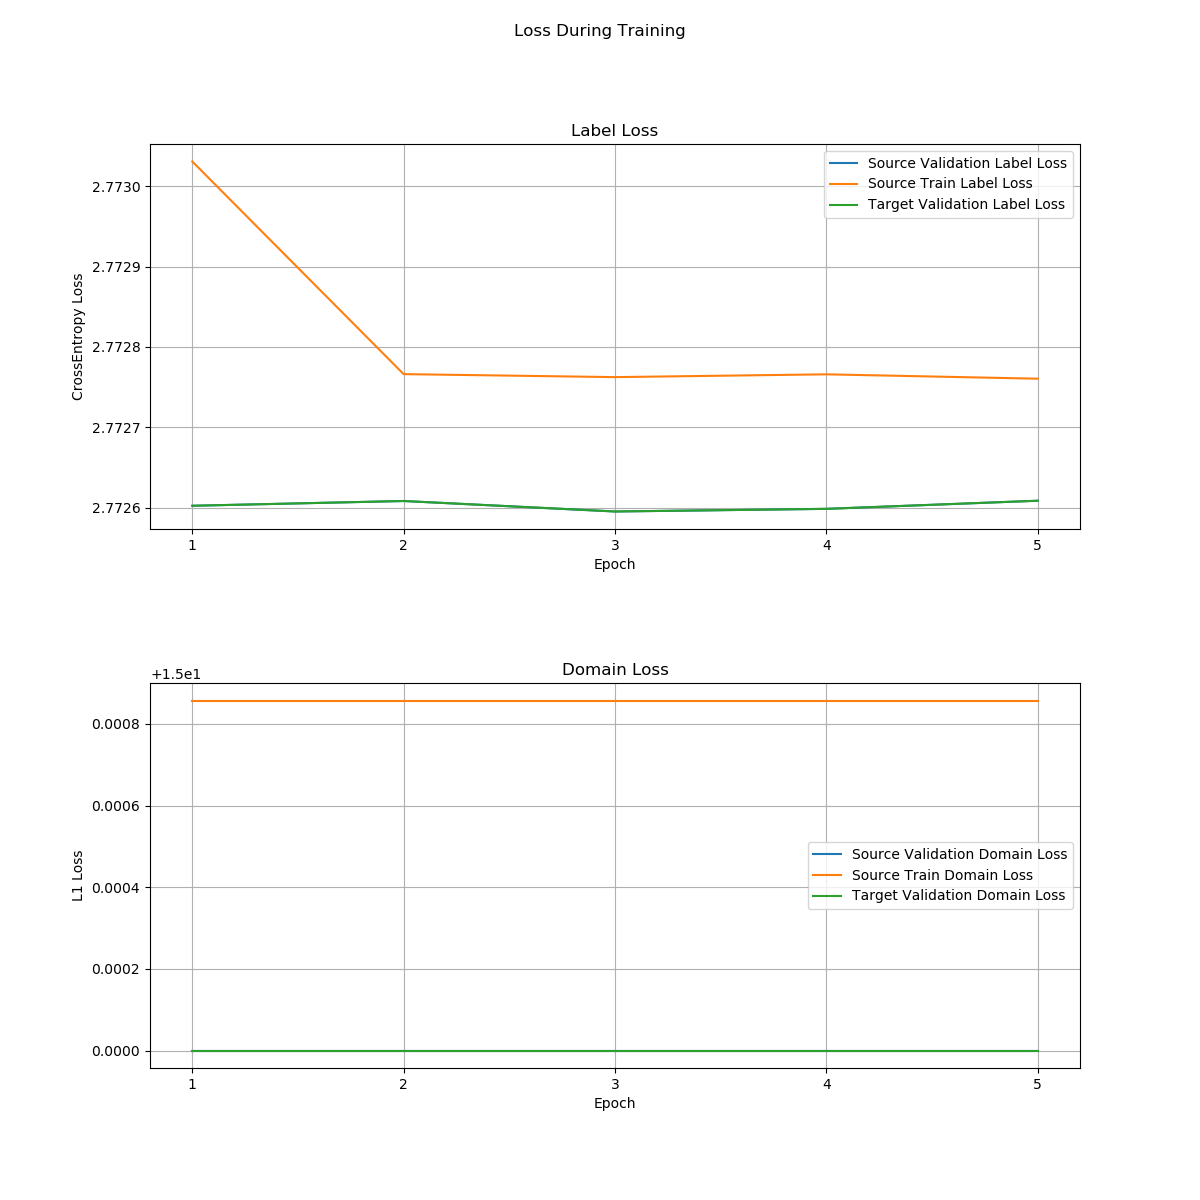 Loss During Training
Label Loss
Source Validation Label Loss
Source Train Label Loss
Target Validation Label Loss
2.7730
2.7729
2.7728
2.7727
2.7726
CrossEntropy Loss
1 2 3 4 5
Epoch
Domain Loss
+1.5e1
Source Validation Domain Loss
Source Train Domain Loss
Target Validation Domain Loss
0.0008
0.0006
0.0004
0.0002
0.0000
L1 Loss
1 2 3 4 5
Epoch